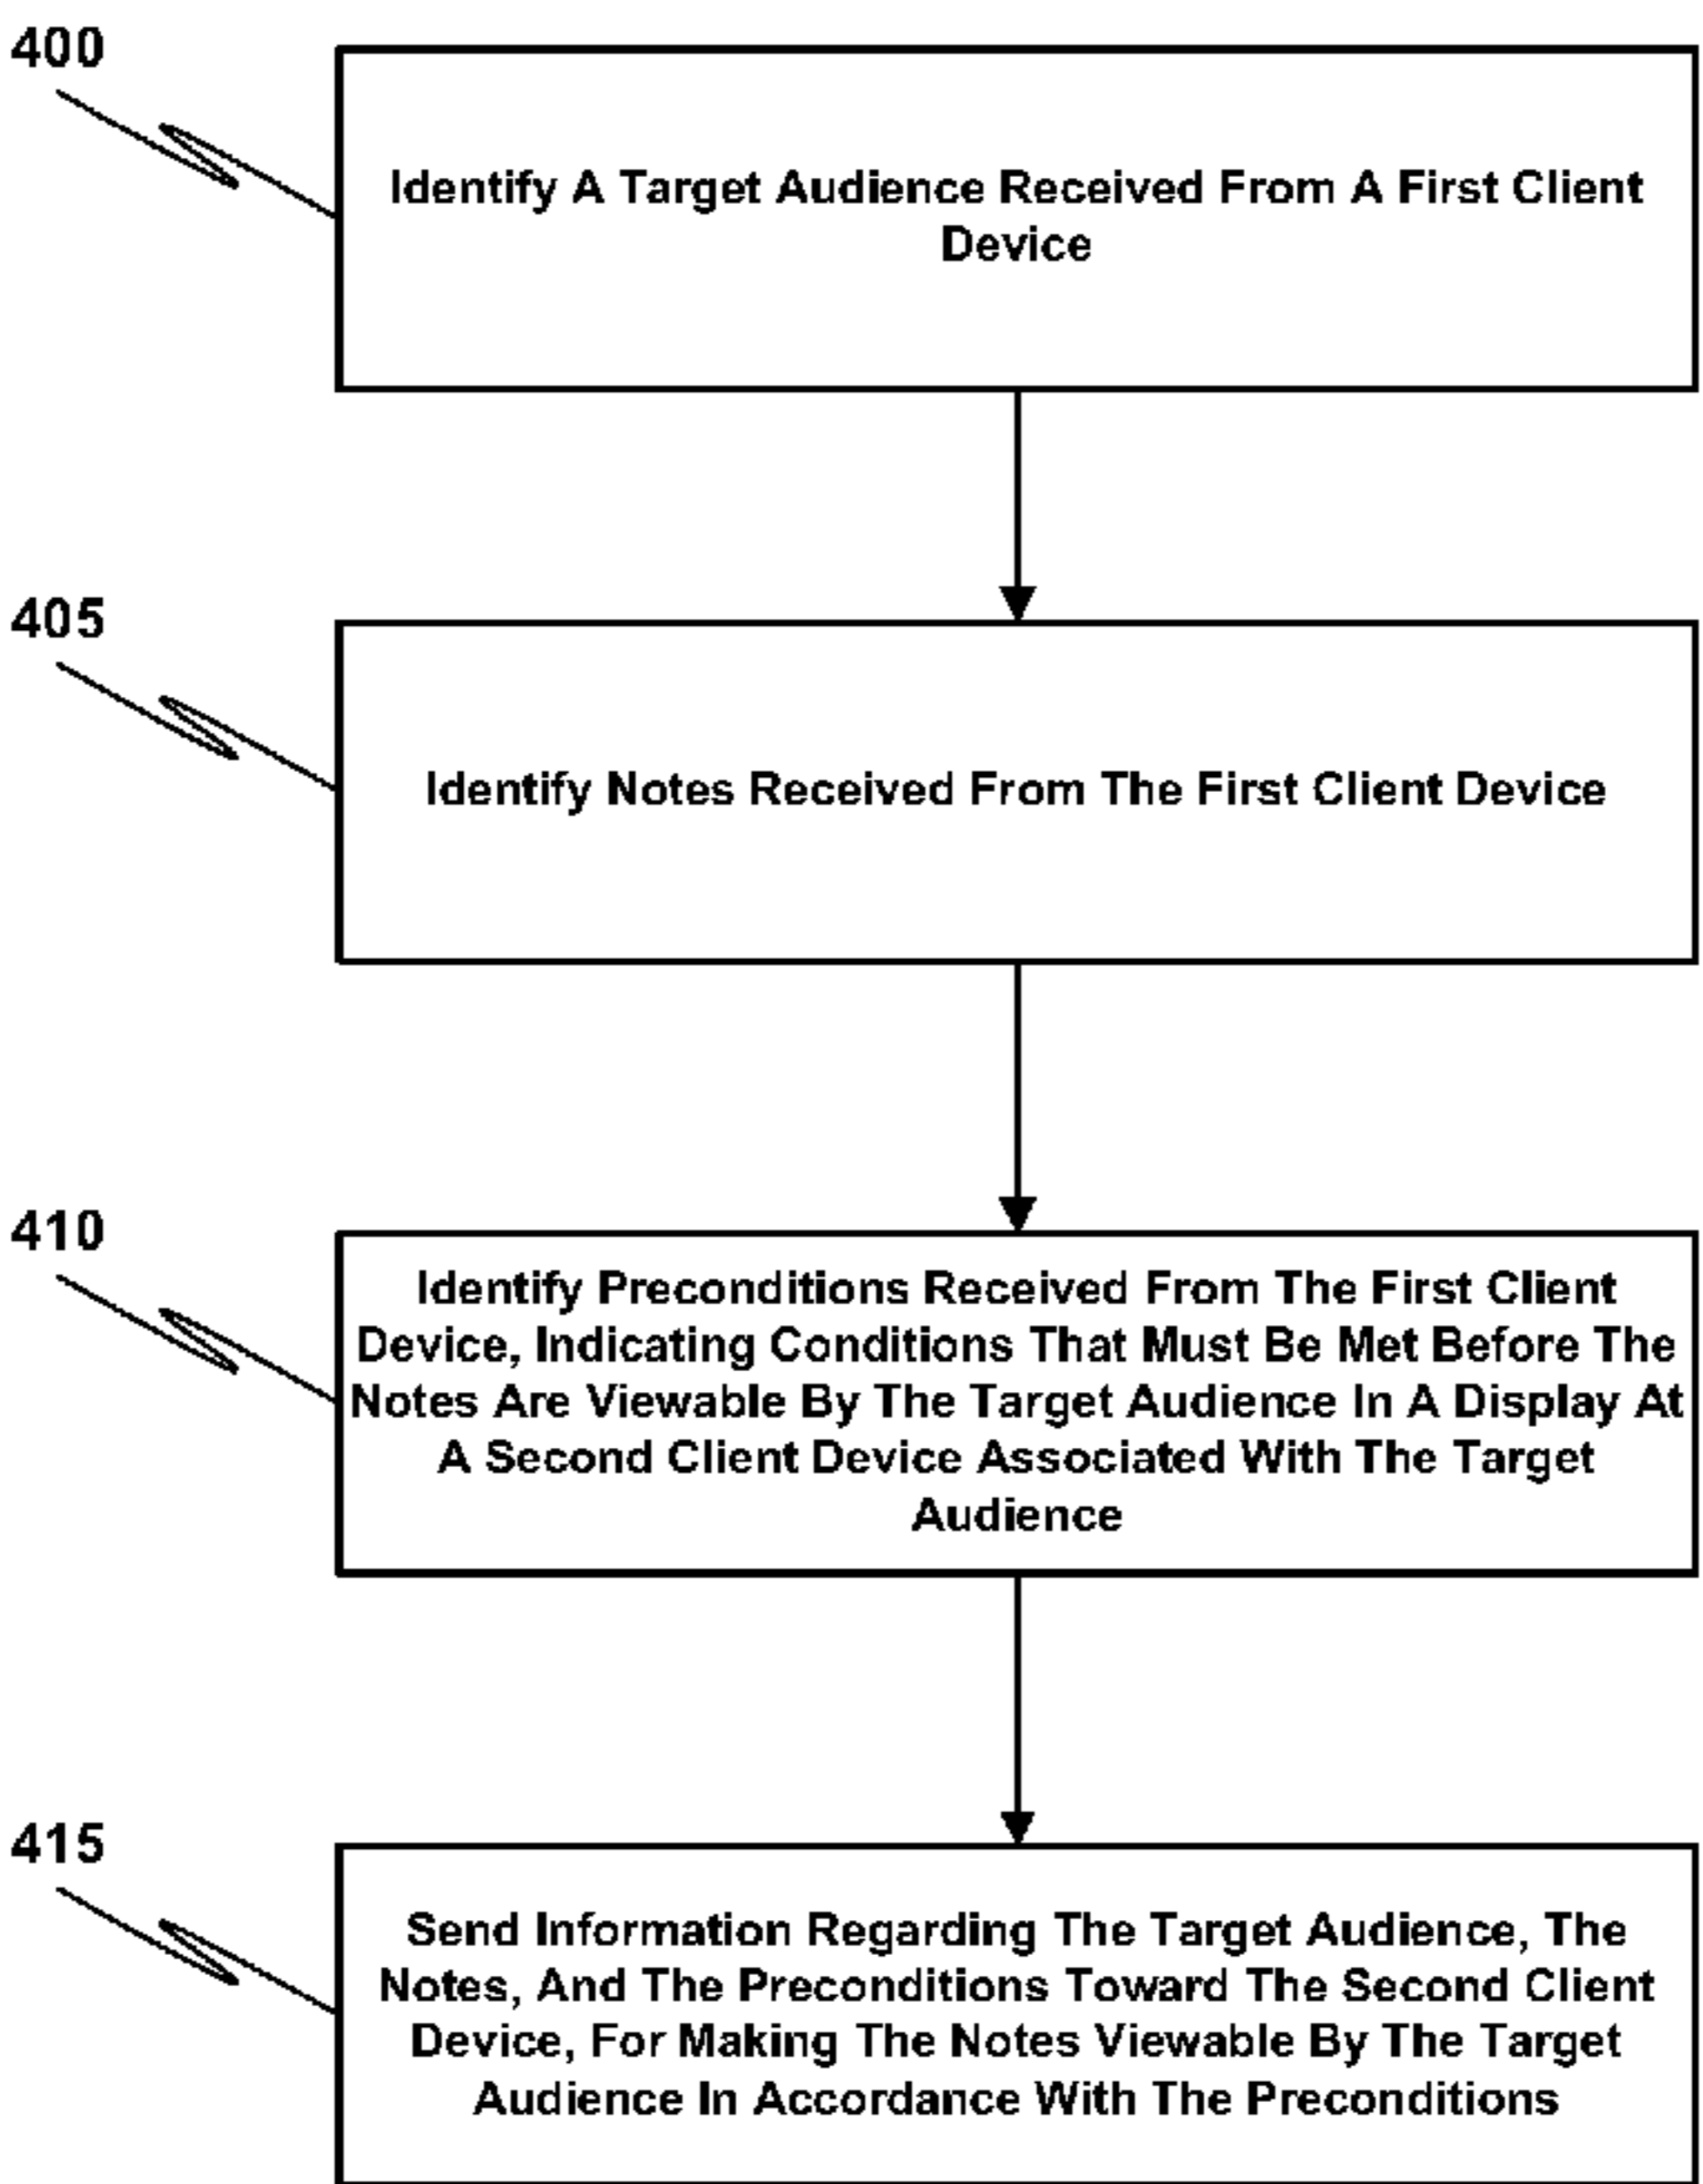 400
Identify A Target Audience Received From A First Client
Device
405
Identify Notes Received From The First Client Device
410
Identify Preconditions Received From The First Client
Device, Indicating Conditions That Must Be Met Before The
Notes Are Viewable By The Target Audience In A Display At
A Second Client Device Associated With The Target
Audience
415
Send Information Regarding The Target Audience, The
Notes, And The Preconditions Toward The Second Client
Device, For Making The Notes Viewable By The Target
Audience In Accordance With The Preconditions